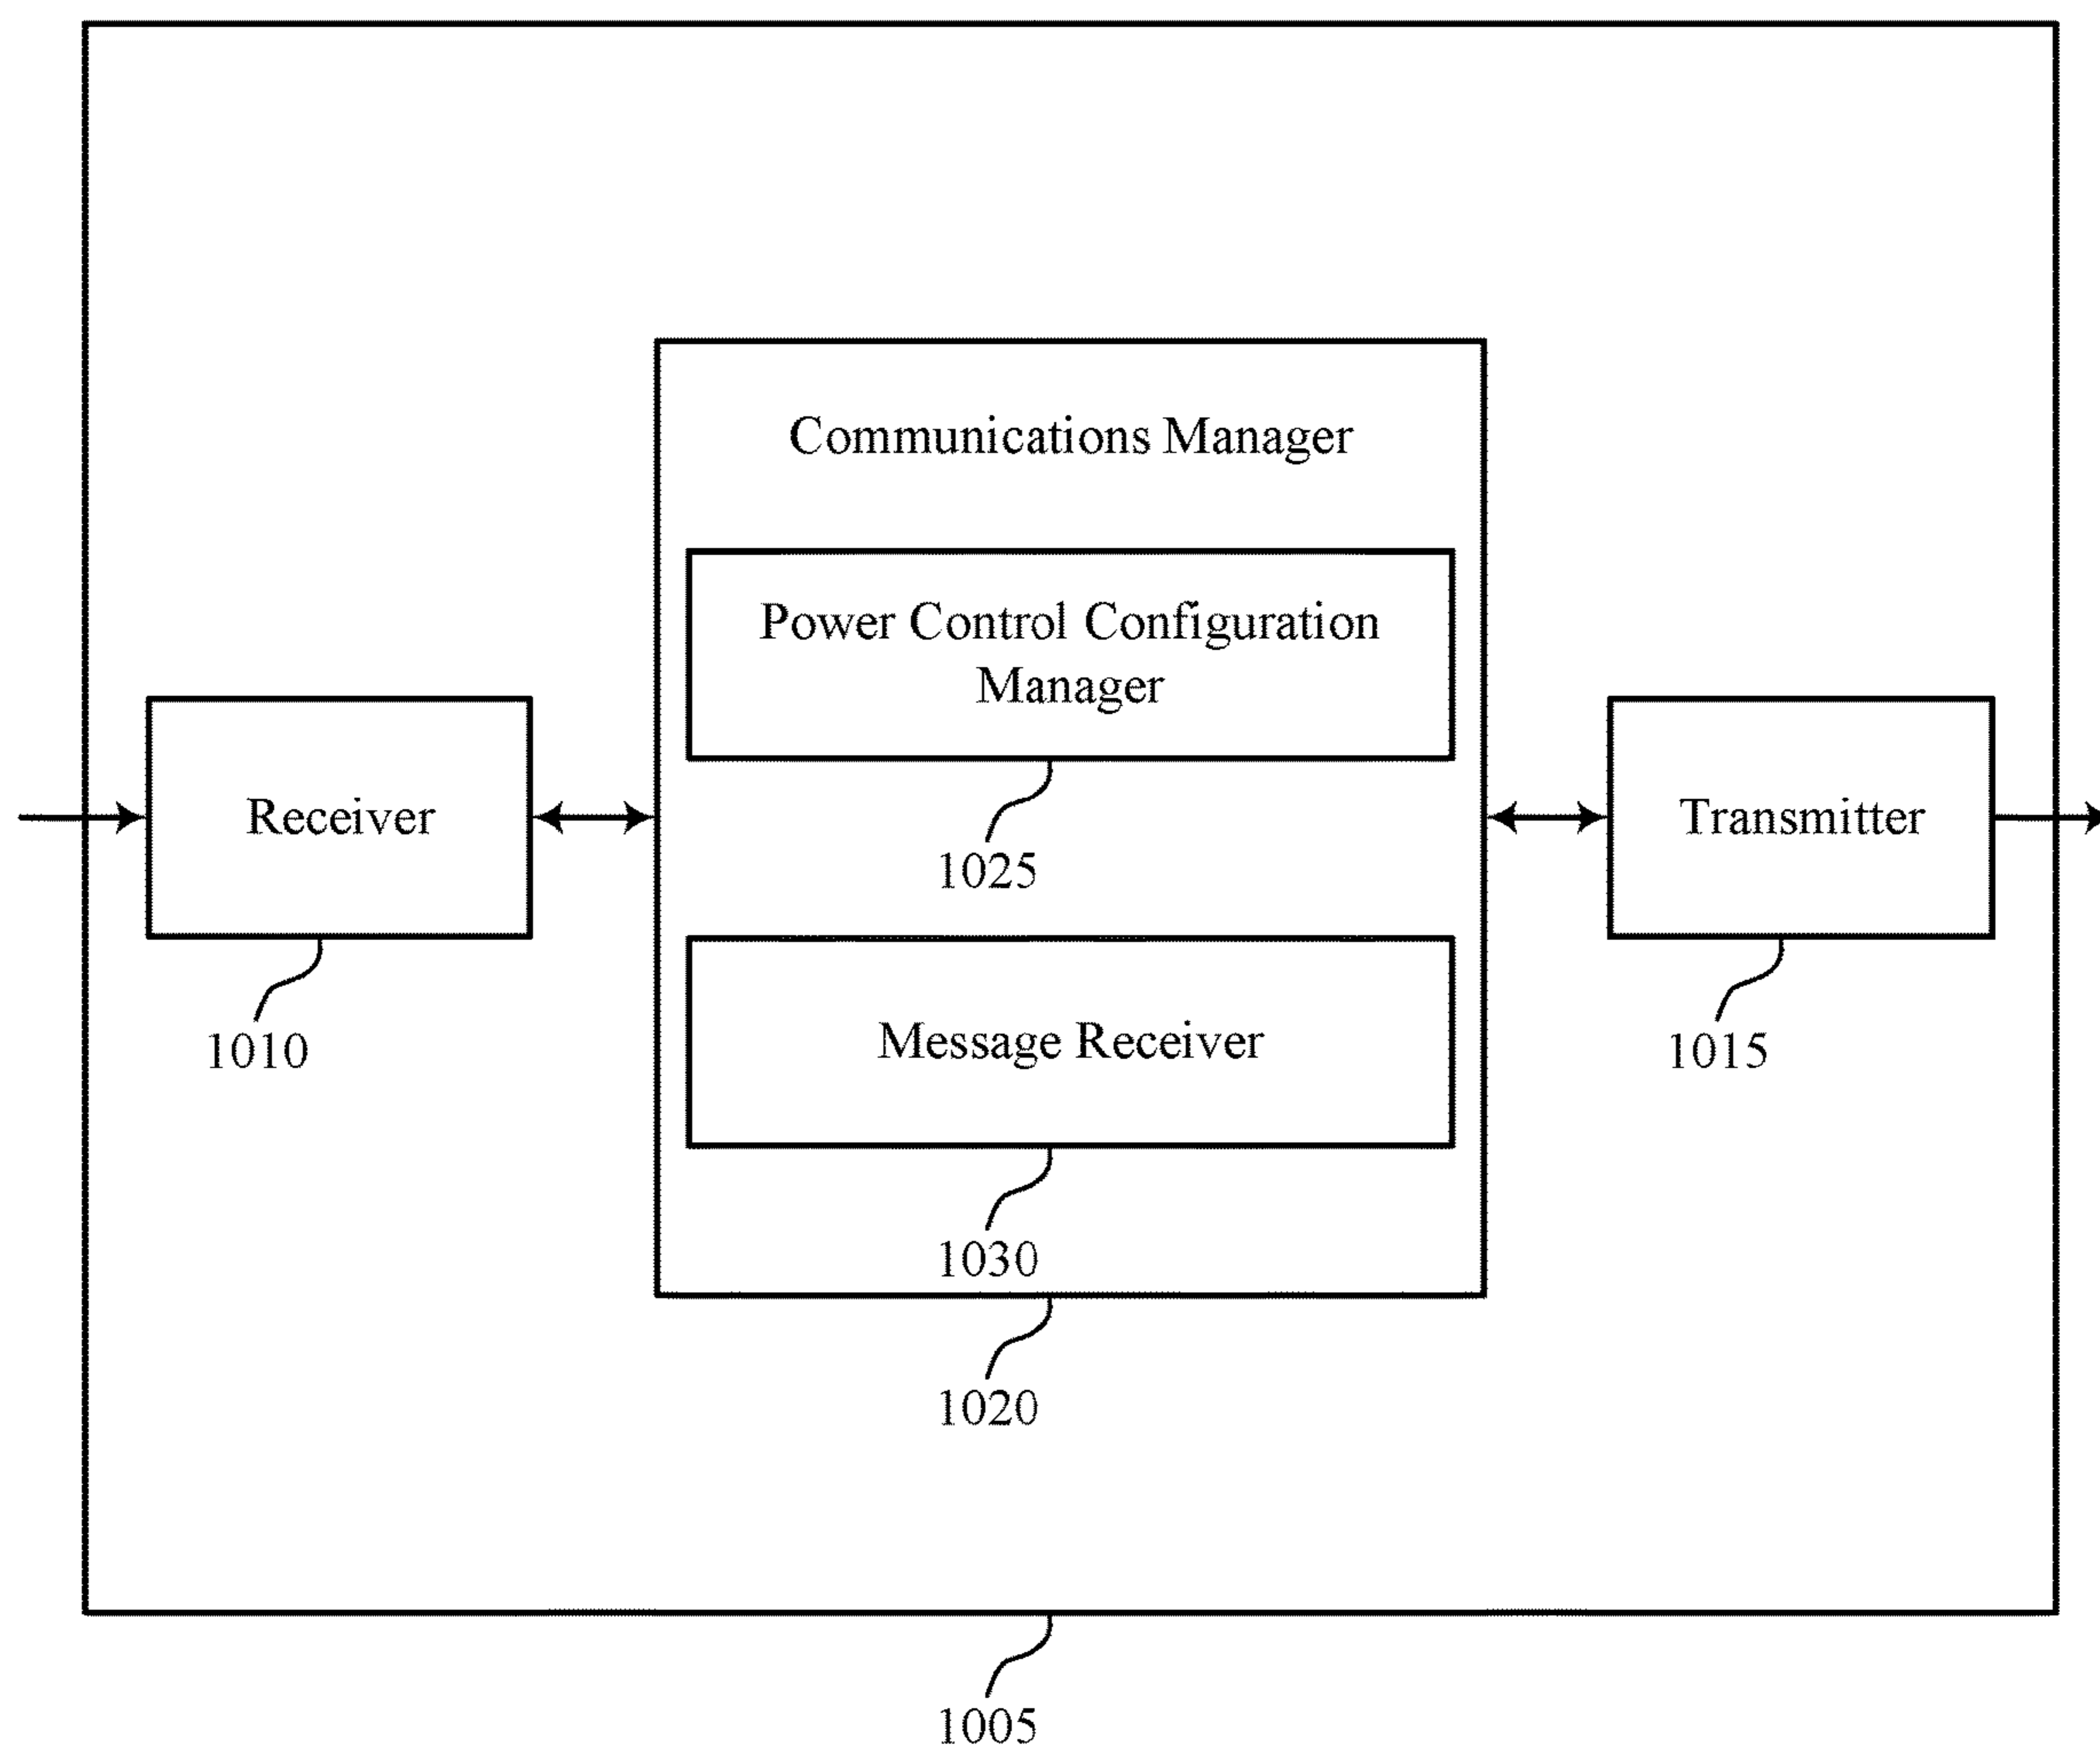 Communications Manager
Power Control Configuration
Manager
1025
Receiver
1010
Transmitter
1015
Message Receiver
1030
1020
1005